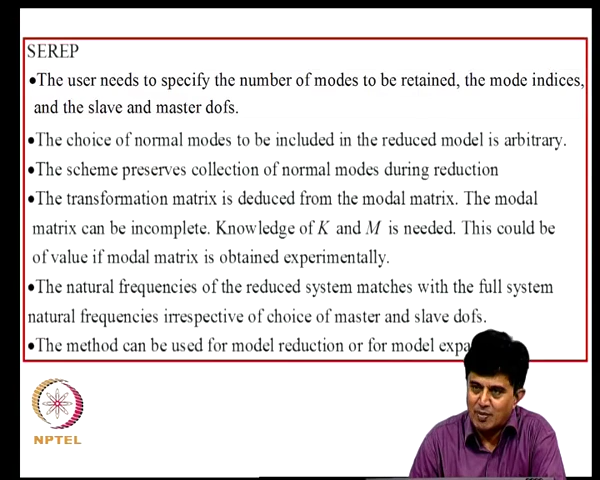 SEREP
•The user needs to specify the number of modes to be retained, the mode indices,
and the slave and master dofs.
•The choice of normal modes to be included in the reduced model is arbitrary.
•The scheme preserves collection of normal modes during reduction
•The transformation matrix is deduced from the modal matrix. The modal
matrix can be incomplete. Knowledge of K and M is needed. This could be
of value if modal matrix is obtained experimentally.
•The natural frequencies of the reduced system matches with the full system
natural frequencies irrespective of choice of master and slave dofs.
•The method can be used for model reduction or for model expa
NPTEL